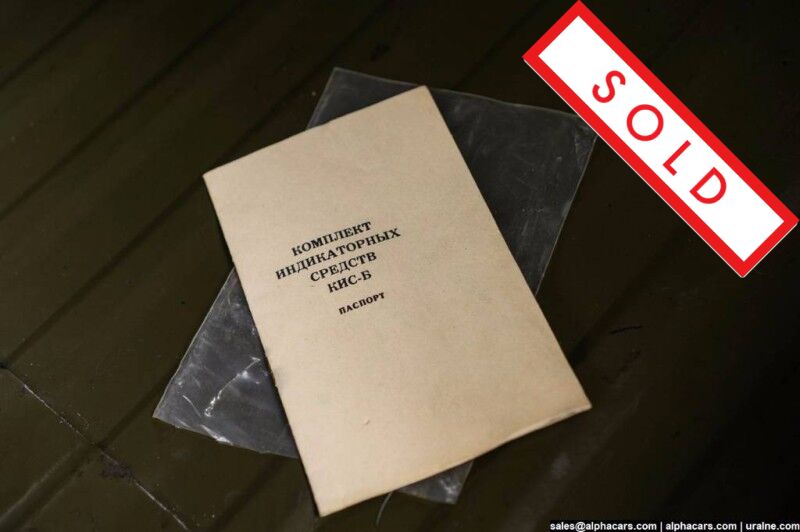 SOLD
КОМПЛЕКТ
ИНДИКАТОРНЫХ
СРЕДСТВ
КИС-Б
ПАСПОРТ
sales@alphacars.com | alphacars.com | uralne.com